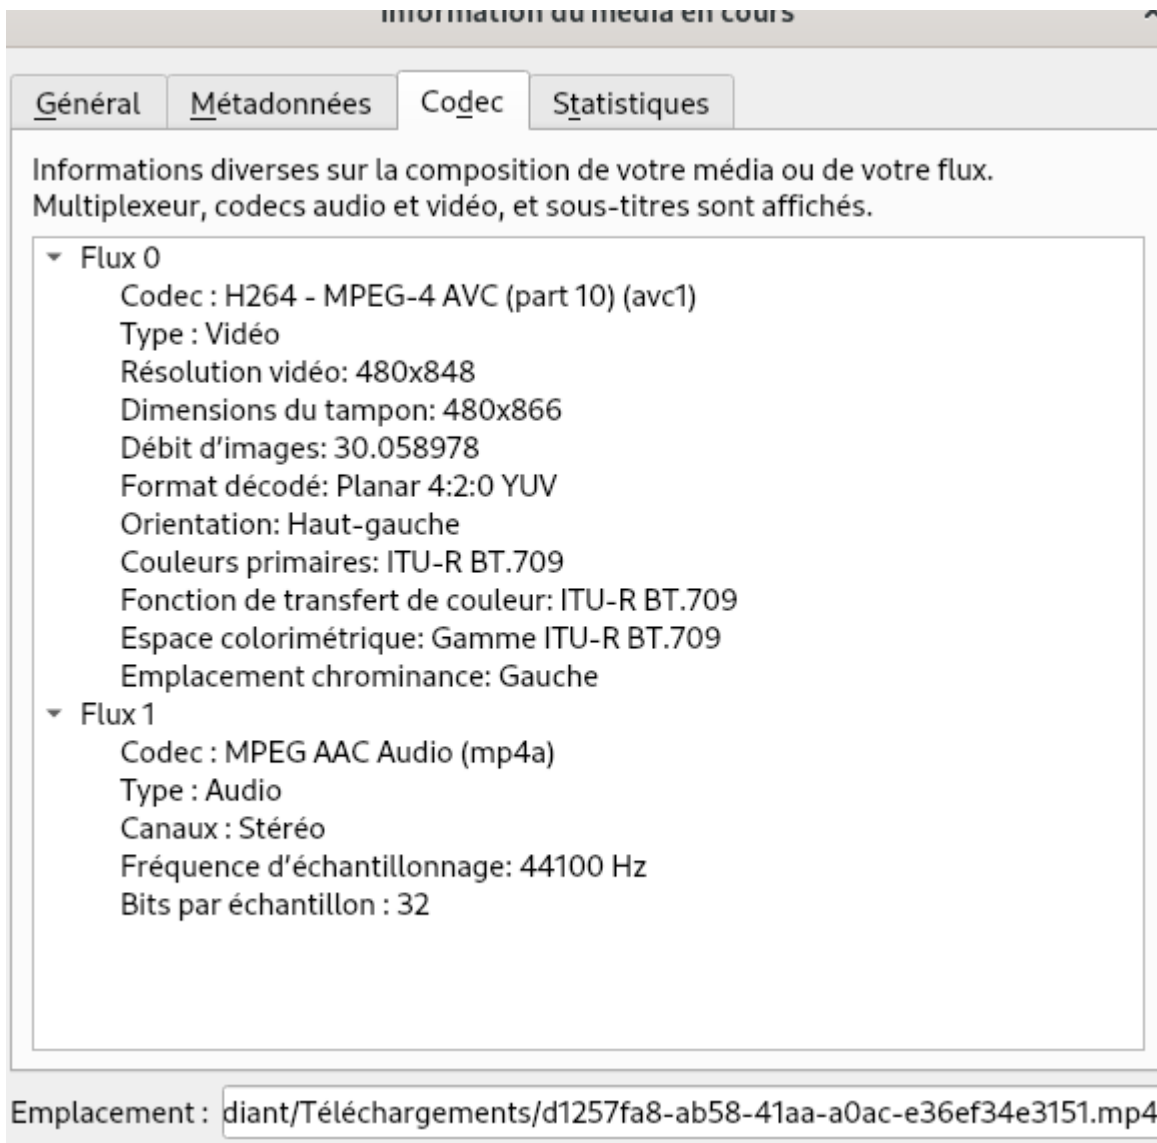 Information du média en cours
Général Métadonnées Codec Statistiques
Informations diverses sur la composition de votre média ou de votre flux.
Multiplexeur, codecs audio et vidéo, et sous-titres sont affichés.
Flux 0
Codec : H264 - MPEG-4 AVC (part 10) (avc1)
Type : Vidéo
Résolution vidéo: 480x848
Dimensions du tampon: 480x866
Débit d'images: 30.058978
Format décodé: Planar 4:2:0 YUV
Orientation: Haut-gauche
Couleurs primaires: ITU-R BT.709
Fonction de transfert de couleur: ITU-R BT.709
Espace colorimétrique: Gamme ITU-R BT.709
Emplacement chrominance: Gauche
Flux 1
Codec : MPEG AAC Audio (mp4a)
Type : Audio
Canaux : Stéréo
Fréquence d'échantillonnage: 44100 Hz
Bits par échantillon : 32
Emplacement : diant/Téléchargements/d1257fa8-ab58-41aa-a0ac-e36ef34e3151.mp4